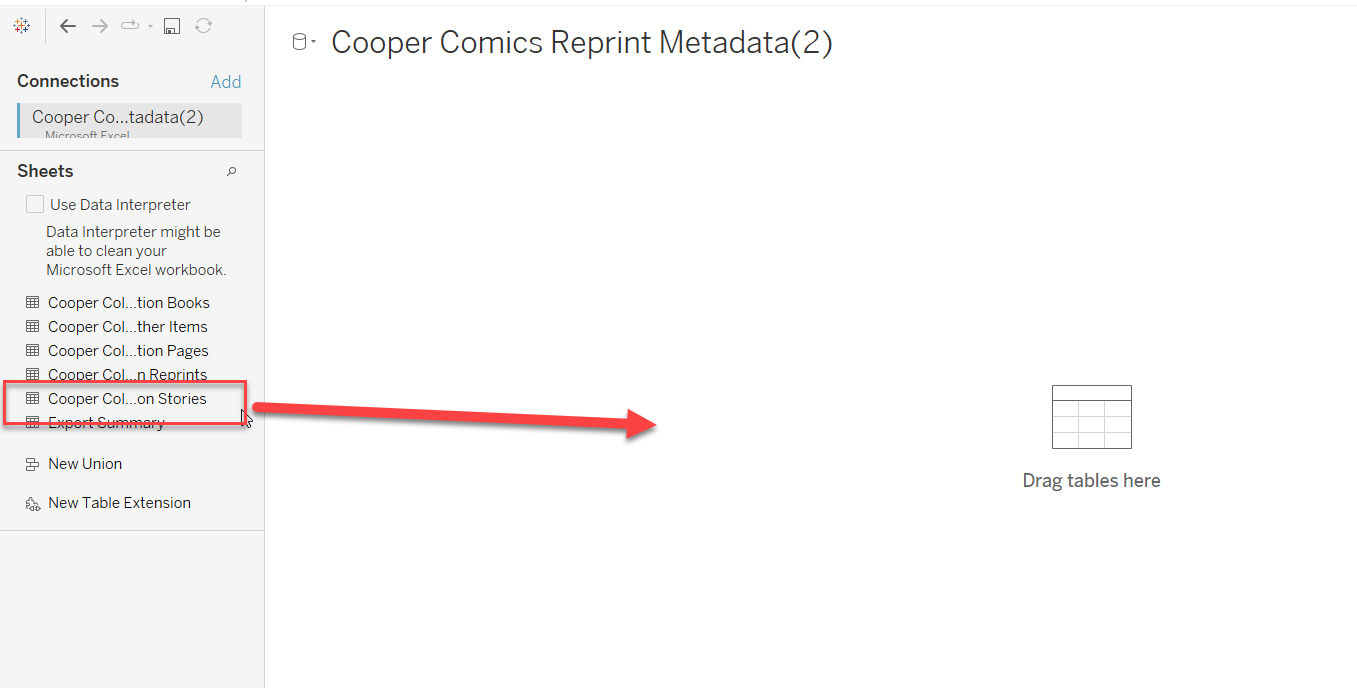 Cooper Comics Reprint Metadata(2)
Connections
Add
Cooper Co...tadata(2)
Microsoft Excel
Sheets
Use Data Interpreter
Data Interpreter might be
able to clean your
Microsoft Excel workbook.
Cooper Col...tion Books
Cooper Col...ther Items
Cooper Col...tion Pages
Cooper Col...n Reprints
Cooper Col...on Stories
Export Summary
New Union
New Table Extension
Drag tables here